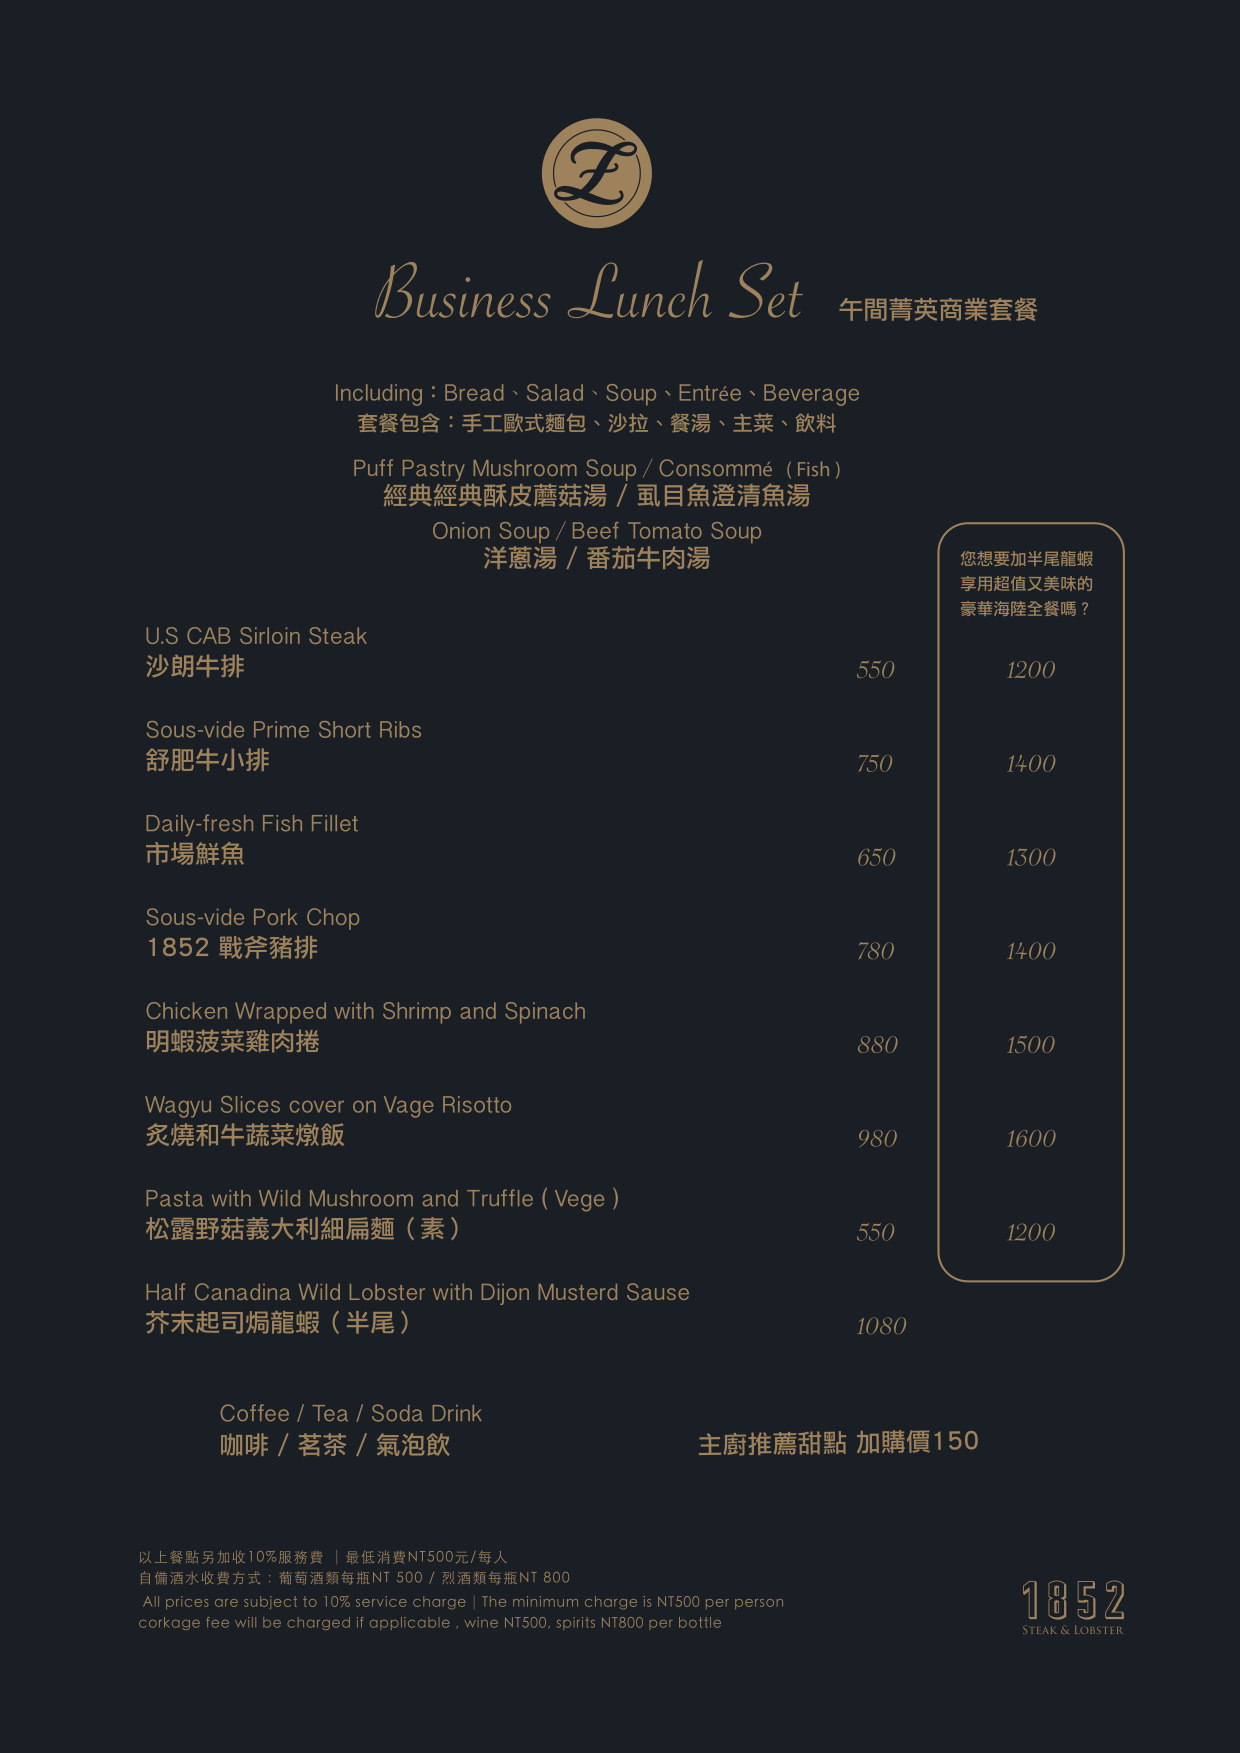 Z
Business Lunch Set 午間菁英商業套餐
Including：Bread、Salad、Soup、Entrée、Beverage
套餐包含：手工歐式麵包、沙拉、餐湯、主菜、飲料
Puff Pastry Mushroom Soup / Consommé（Fish）
經典經典酥皮蘑菇湯 / 虱目魚澄清魚湯
Onion Soup / Beef Tomato Soup
洋蔥湯 / 番茄牛肉湯
您想要加半尾龍蝦
享用超值又美味的
豪華海陸全餐嗎？
U.S CAB Sirloin Steak
沙朗牛排 550 1200
Sous-vide Prime Short Ribs
舒肥牛小排 750 1400
Daily-fresh Fish Fillet
市場鮮魚 650 1300
Sous-vide Pork Chop
1852 戰斧豬排 780 1400
Chicken Wrapped with Shrimp and Spinach
明蝦菠菜雞肉捲 880 1500
Wagyu Slices cover on Vage Risotto
炙燒和牛蔬菜燉飯 980 1600
Pasta with Wild Mushroom and Truffle ( Vege )
松露野菇義大利細扁麵（素） 550 1200
Half Canadina Wild Lobster with Dijon Musterd Sause
芥末起司焗龍蝦（半尾） 1080
Coffee / Tea / Soda Drink
咖啡 / 茗茶 / 氣泡飲 主廚推薦甜點 加購價150
以上餐點另加收10%服務費 ｜最低消費NT500元/每人
自備酒水收費方式：葡萄酒類每瓶NT 500 / 烈酒類每瓶NT 800
All prices are subject to 10% service charge | The minimum charge is NT500 per person
corkage fee will be charged if applicable , wine NT500, spirits NT800 per bottle
1852
STEAK & LOBSTER